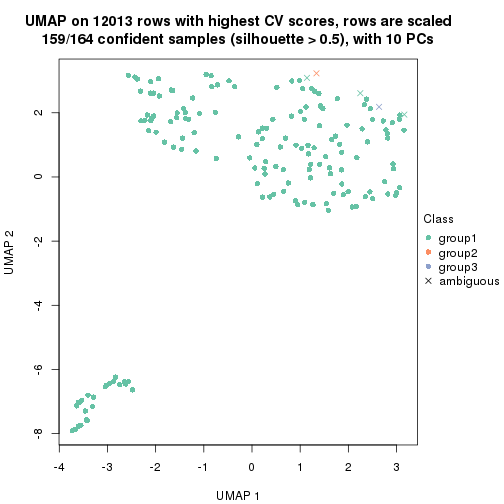 UMAP on 12013 rows with highest CV scores, rows are scaled
159/164 confident samples (silhouette > 0.5), with 10 PCs
2
0
-2
-4
-6
-8
UMAP 2
-4 -3 -2 -1 0 1 2 3
UMAP 1
Class
group1
group2
group3
ambiguous